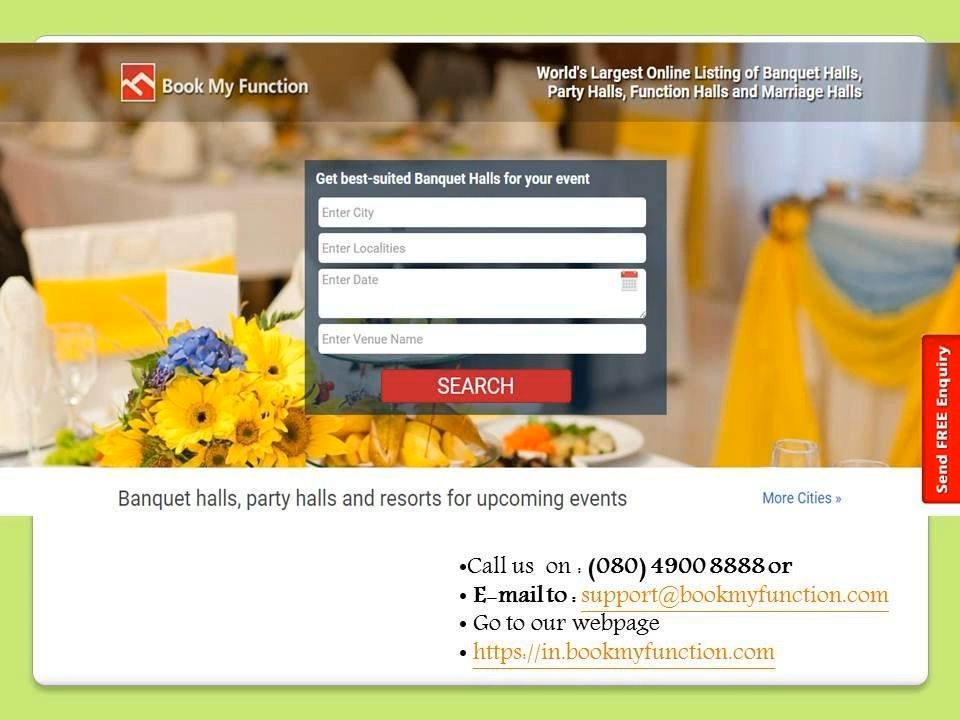 Book My Function
World's Largest Online Listing of Banquet Halls,
Party Halls, Function Halls and Marriage Halls
Get best-suited Banquet Halls for your event
Enter City
Enter Localities
Enter Date
Enter Venue Name
SEARCH
Send FREE Enquiry
Banquet halls, party halls and resorts for upcoming events
More Cities »
•Call us on : (080) 4900 8888 or
• E-mail to : support@bookmyfunction.com
• Go to our webpage
• https://in.bookmyfunction.com